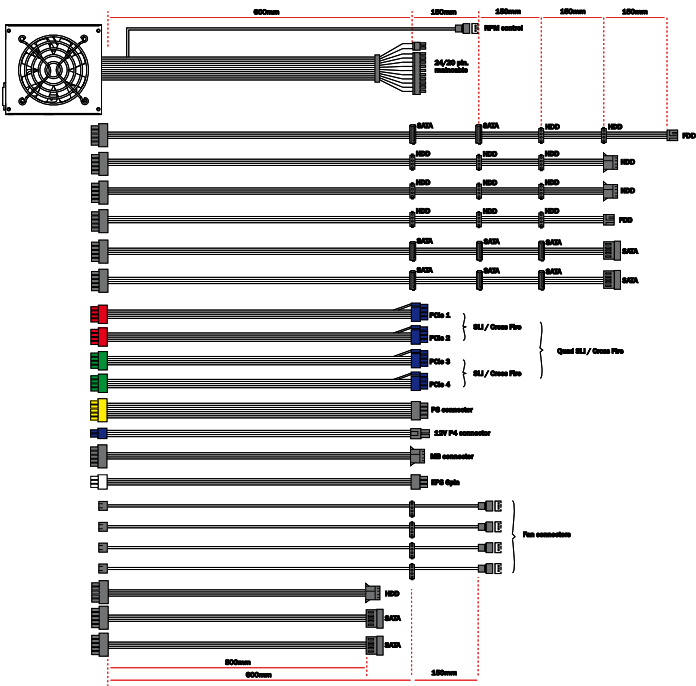 600mm 150mm 150mm 150mm 150mm
RPM control
24/20 pin.
maincable
SATA SATA HDD HDD FDD
HDD HDD HDD HDD
HDD HDD HDD HDD
HDD HDD HDD FDD
SATA SATA SATA SATA
SATA SATA SATA SATA
PCIe 1
SLI / Cross Fire
PCIe 2
Quad SLI / Cross Fire
PCIe 3
SLI / Cross Fire
PCIe 4
P8 connector
12V P4 connector
MB connector
EPS 6pin
Fan connectors
HDD
SATA
SATA
500mm
600mm 150mm